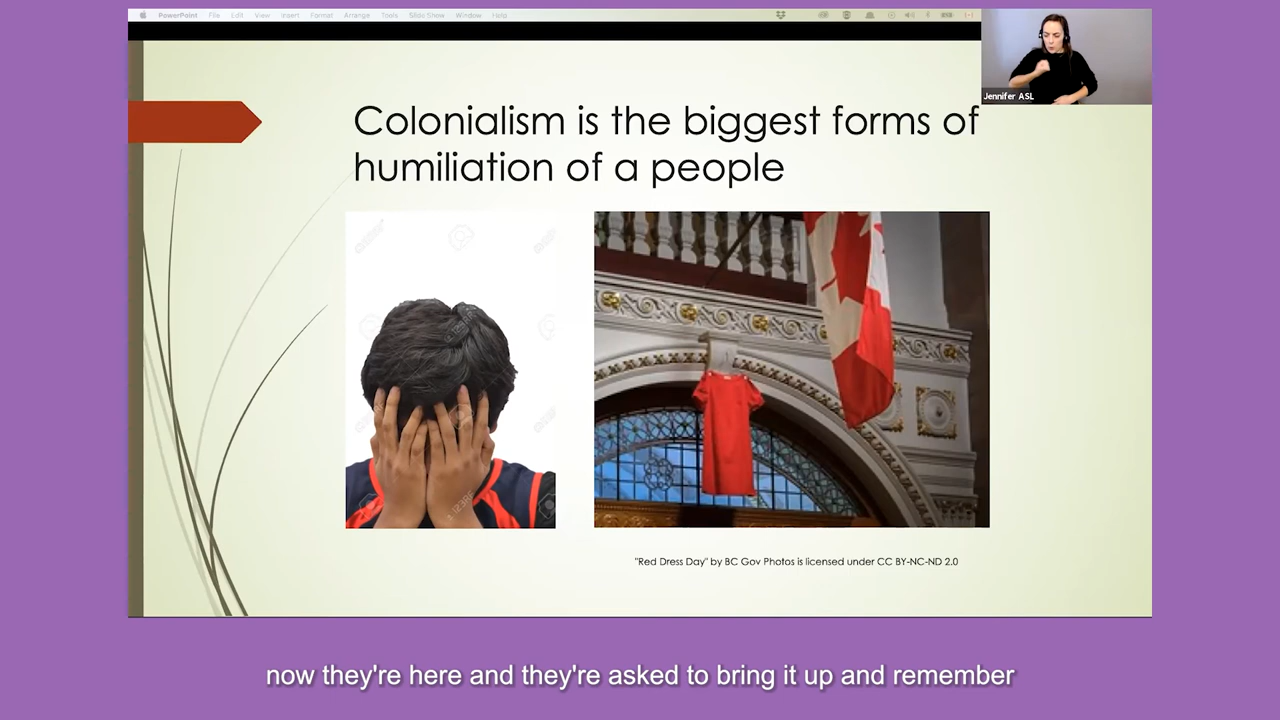 PowerPoint File Edit View Insert Format Arrange Tools Slide Show Window Help
Jennifer ASL
Colonialism is the biggest forms of
humiliation of a people
"Red Dress Day" by BC Gov Photos is licensed under CC BY-NC-ND 2.0
now they're here and they're asked to bring it up and remember